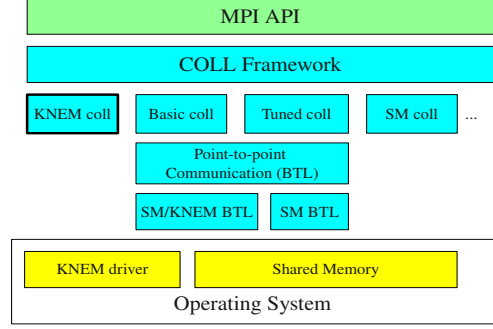 MPI API
COLL Framework
KNEM coll
Basic coll
Tuned coll
SM coll
...
Point-to-point
Communication (BTL)
SM/KNEM BTL
SM BTL
KNEM driver
Shared Memory
Operating System